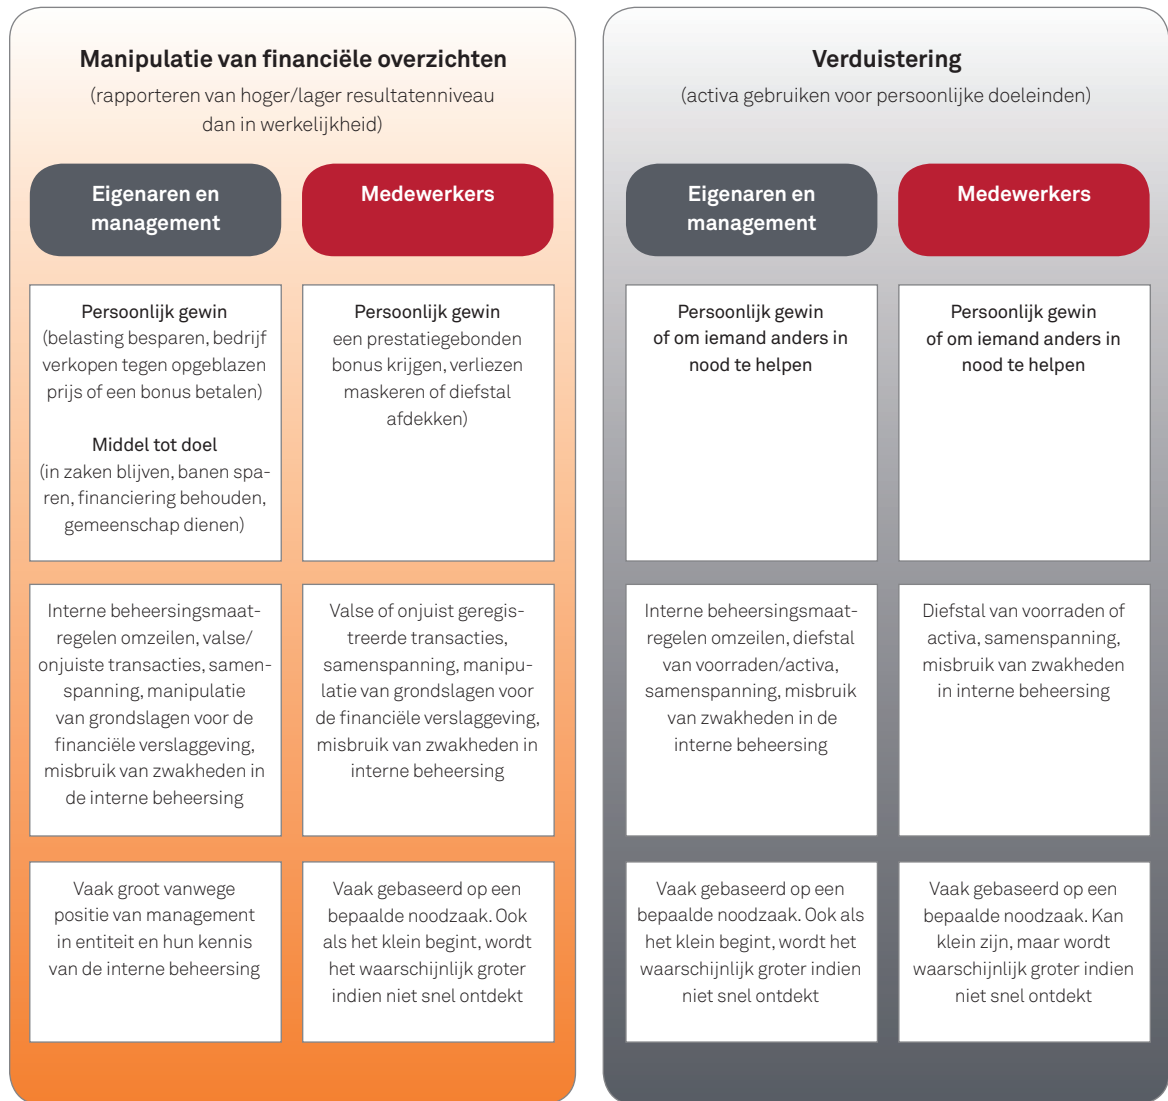 Manipulatie van financiële overzichten
(rapporteren van hoger/lager resultatenniveau
dan in werkelijkheid)
Eigenaren en
management
Medewerkers
Persoonlijk gewin
(belasting besparen, bedrijf
verkopen tegen opgeblazen
prijs of een bonus betalen)
Middel tot doel
(in zaken blijven, banen spa-
ren, financiering behouden,
gemeenschap dienen)
Persoonlijk gewin
een prestatiegebonden
bonus krijgen, verliezen
maskeren of diefstal
afdekken)
Interne beheersingsmaat-
regelen omzeilen, valse/
onjuiste transacties, samen-
spanning, manipulatie
van grondslagen voor de
financiële verslaggeving,
misbruik van zwakheden in
de interne beheersing
Valse of onjuist geregis-
treerde transacties,
samenspanning, manipu-
latie van grondslagen voor
de financiële verslaggeving,
misbruik van zwakheden in
interne beheersing
Vaak groot vanwege
positie van management
in entiteit en hun kennis
van de interne beheersing
Vaak gebaseerd op een
bepaalde noodzaak. Ook
als het klein begint, wordt
het waarschijnlijk groter
indien niet snel ontdekt
Verduistering
(activa gebruiken voor persoonlijke doeleinden)
Eigenaren en
management
Medewerkers
Persoonlijk gewin
of om iemand anders in
nood te helpen
Persoonlijk gewin
of om iemand anders in
nood te helpen
Interne beheersingsmaat-
regelen omzeilen, diefstal
van voorraden/activa,
samenspanning, misbruik
van zwakheden in de
interne beheersing
Diefstal van voorraden of
activa, samenspanning,
misbruik van zwakheden
in interne beheersing
Vaak gebaseerd op een
bepaalde noodzaak. Ook als
het klein begint, wordt het
waarschijnlijk groter indien
niet snel ontdekt
Vaak gebaseerd op een
bepaalde noodzaak. Kan
klein zijn, maar wordt
waarschijnlijk groter indien
niet snel ontdekt